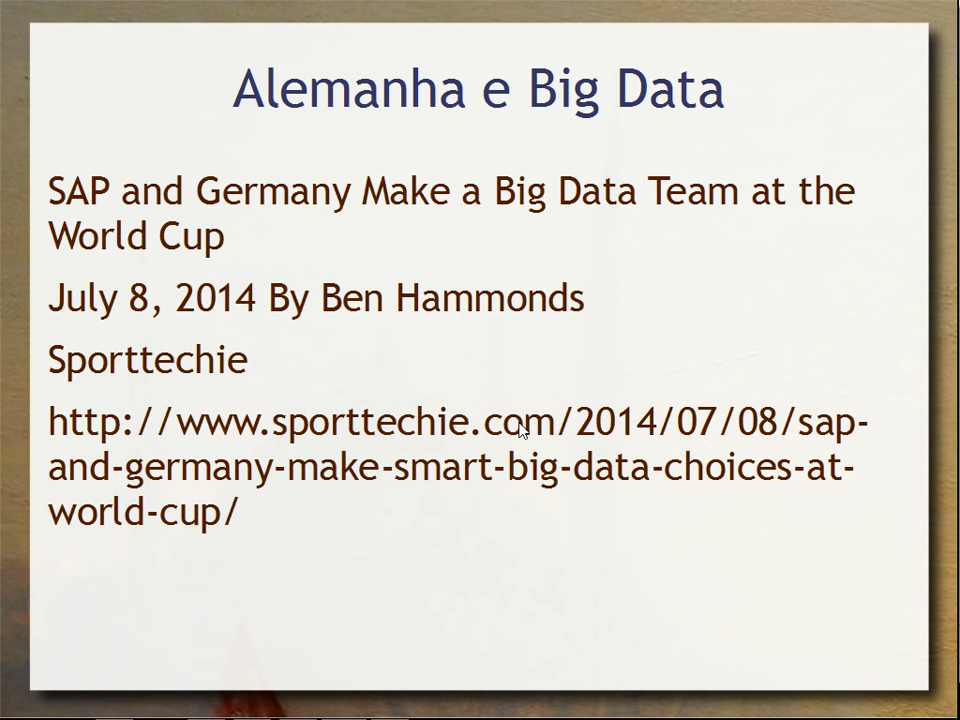 Alemanha e Big Data
SAP and Germany Make a Big Data Team at the
World Cup
July 8, 2014 By Ben Hammonds
Sporttechie
http://www.sporttechie.com/2014/07/08/sap-
and-germany-make-smart-big-data-choices-at-
world-cup/